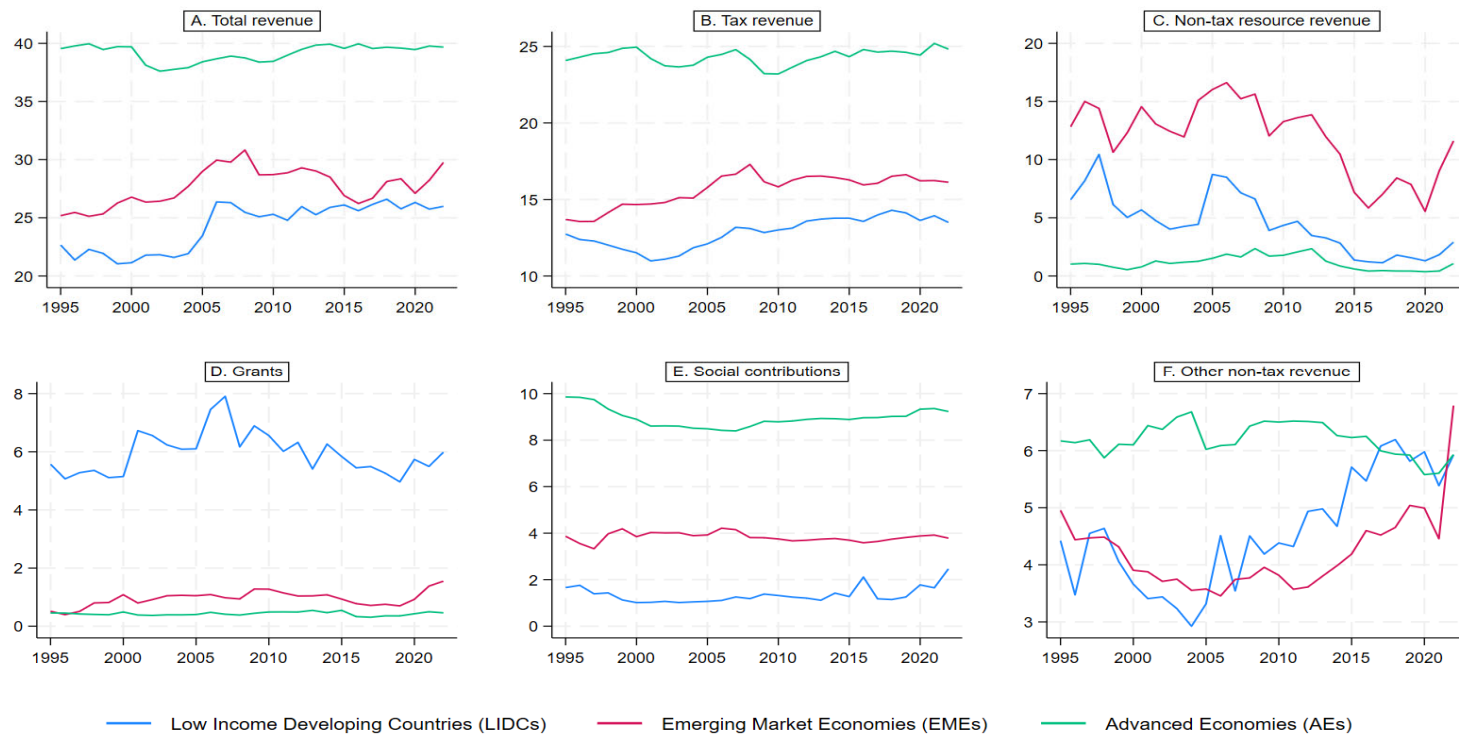 A. Total revenue
40
35
30
25
20
1995 2000 2005 2010 2015 2020
B. Tax revenue
25
20
15
10
1995 2000 2005 2010 2015 2020
C. Non-tax resource revenue
20
15
10
5
0
1995 2000 2005 2010 2015 2020
D. Grants
8
6
4
2
0
1995 2000 2005 2010 2015 2020
E. Social contributions
10
8
6
4
2
0
1995 2000 2005 2010 2015 2020
F. Other non-tax revenue
7
6
5
4
3
1995 2000 2005 2010 2015 2020
Low Income Developing Countries (LIDCs) Emerging Market Economies (EMEs) Advanced Economies (AEs)